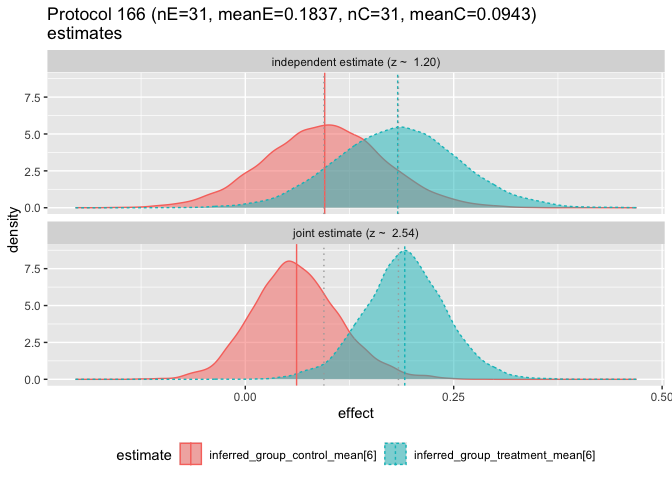 Protocol 166 (nE=31, meanE=0.1837, nC=31, meanC=0.0943)
estimates
independent estimate (z ~  1.20)
7.5
5.0
2.5
0.0
joint estimate (z ~  2.54)
7.5
5.0
2.5
0.0
density
0.00
0.25
0.50
effect
estimate
inferred_group_control_mean[6]
inferred_group_treatment_mean[6]